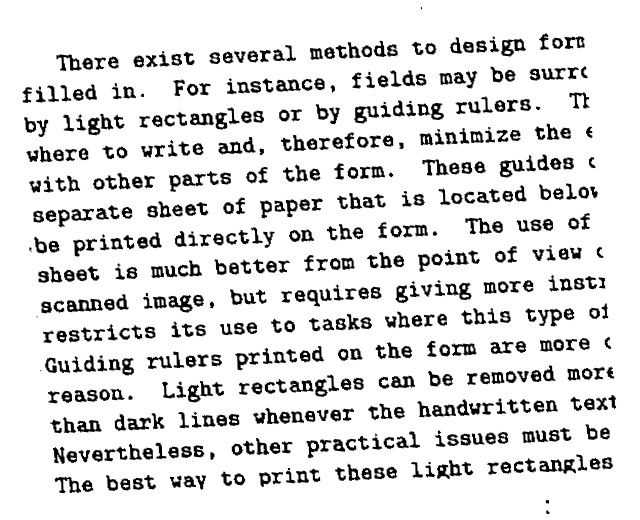 There exist several methods to design form
filled in. For instance, fields may be surr
by light rectangles or by guiding rulers. Th
where to write and, therefore, minimize the
with other parts of the form. These guides
separate sheet of paper that is located below
be printed directly on the form. The use of
sheet is much better from the point of view
scanned image, but requires giving more inst
restricts its use to tasks where this type of
Guiding rulers printed on the form are more
reason. Light rectangles can be removed more
than dark lines whenever the handwritten text
Nevertheless, other practical issues must be
The best way to print these light rectangles